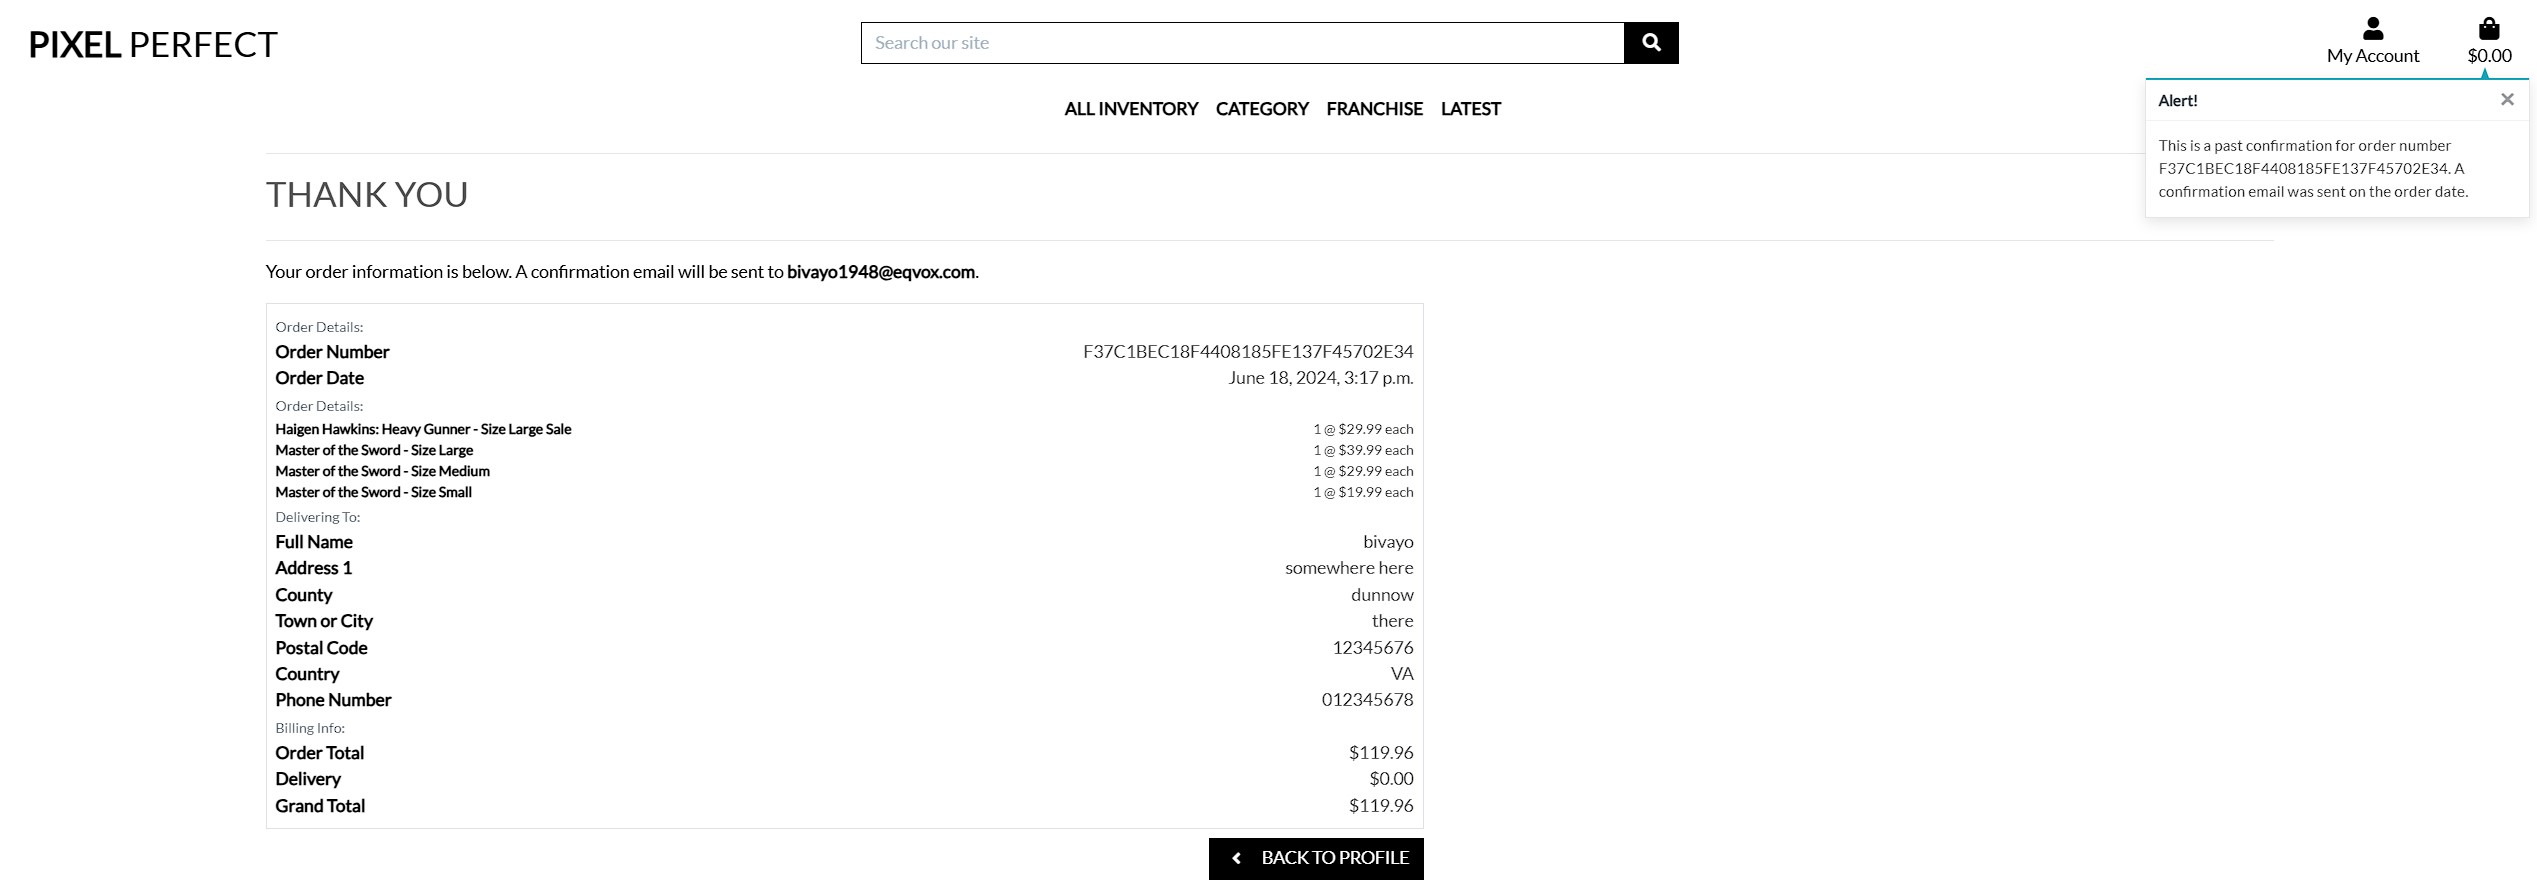 PIXEL PERFECT
Search our site
My Account
$0.00
ALL INVENTORY CATEGORY FRANCHISE LATEST
Alert!
This is a past confirmation for order number
F37C1BEC18F4408185FE137F45702E34. A
confirmation email was sent on the order date.
THANK YOU
Your order information is below. A confirmation email will be sent to bivayo1948@eqvox.com.
Order Details:
Order Number F37C1BEC18F4408185FE137F45702E34
Order Date June 18, 2024, 3:17 p.m.
Order Details:
Haigen Hawkins: Heavy Gunner - Size Large Sale 1 @ $29.99 each
Master of the Sword - Size Large 1 @ $39.99 each
Master of the Sword - Size Medium 1 @ $29.99 each
Master of the Sword - Size Small 1 @ $19.99 each
Delivering To:
Full Name bivayo
Address 1 somewhere here
County dunnow
Town or City there
Postal Code 12345676
Country VA
Phone Number 012345678
Billing Info:
Order Total $119.96
Delivery $0.00
Grand Total $119.96
BACK TO PROFILE